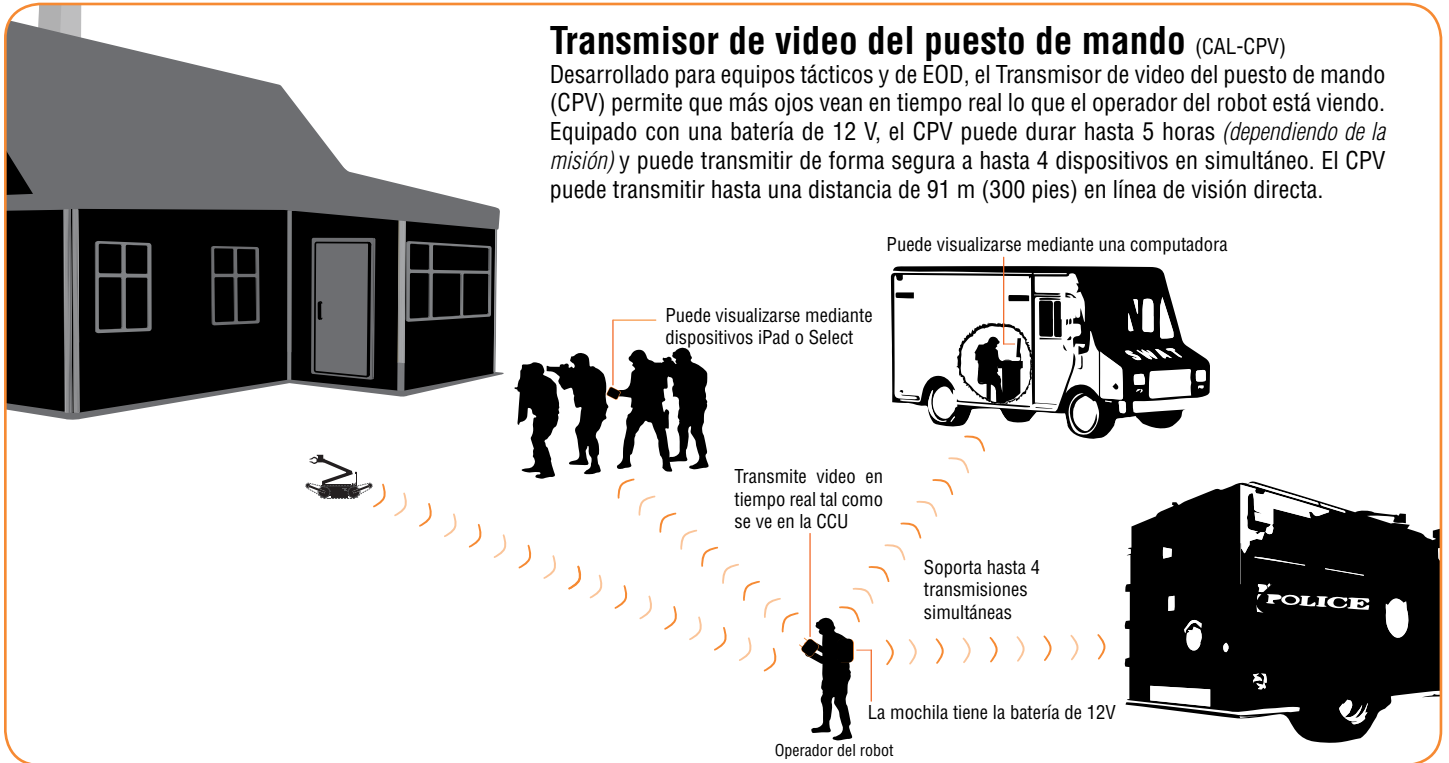 Transmisor de video del puesto de mando (CAL-CPV)
Desarrollado para equipos tácticos y de EOD, el Transmisor de video del puesto de mando
(CPV) permite que más ojos vean en tiempo real lo que el operador del robot está viendo.
Equipado con una batería de 12 V, el CPV puede durar hasta 5 horas (dependiendo de la
misión) y puede transmitir de forma segura a hasta 4 dispositivos en simultáneo. El CPV
puede transmitir hasta una distancia de 91 m (300 pies) en línea de visión directa.
Puede visualizarse mediante una computadora
Puede visualizarse mediante
dispositivos iPad o Select
SWAT
Transmite video en
tiempo real tal como
se ve en la CCU
Soporta hasta 4
transmisiones
simultáneas
POLICE
La mochila tiene la batería de 12V
Operador del robot